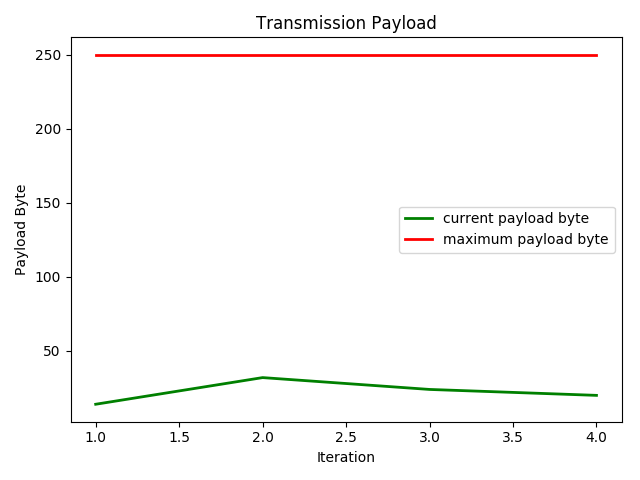 Transmission Payload
250
200
150
100
50
Payload Byte
current payload byte
maximum payload byte
1.0 1.5 2.0 2.5 3.0 3.5 4.0
Iteration